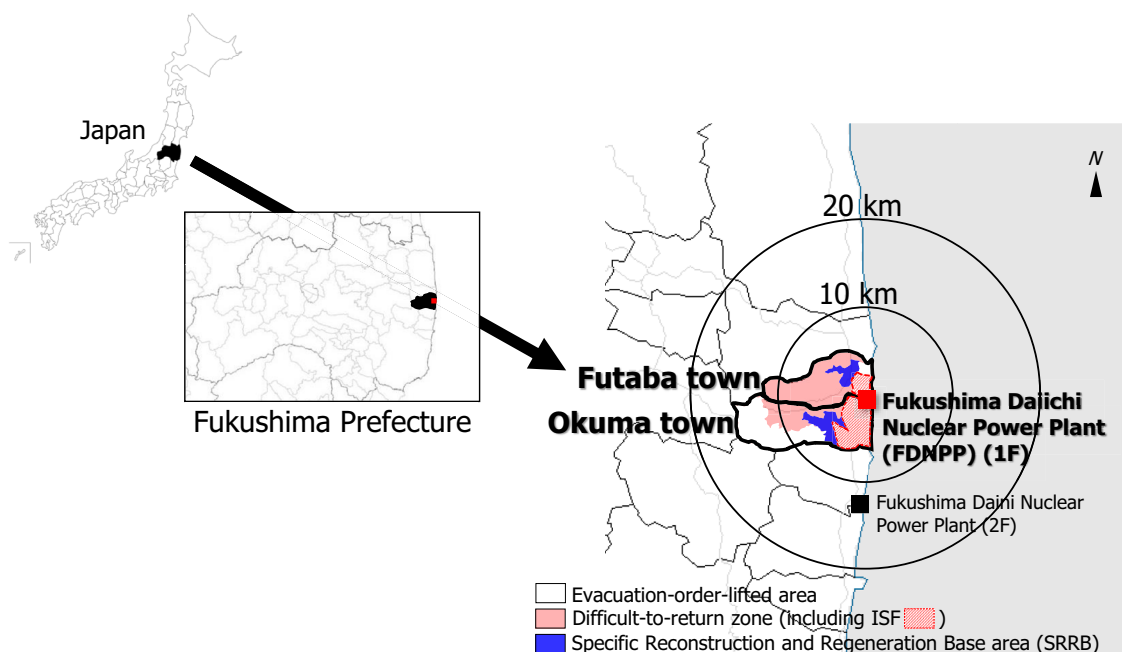 Japan
Fukushima Prefecture
N
20 km
10 km
Futaba town
Okuma town
Fukushima Daiichi
Nuclear Power Plant
(FDNPP) (1F)
Fukushima Daini Nuclear
Power Plant (2F)
Evacuation-order-lifted area
Difficult-to-return zone (including ISF )
Specific Reconstruction and Regeneration Base area (SRRB)